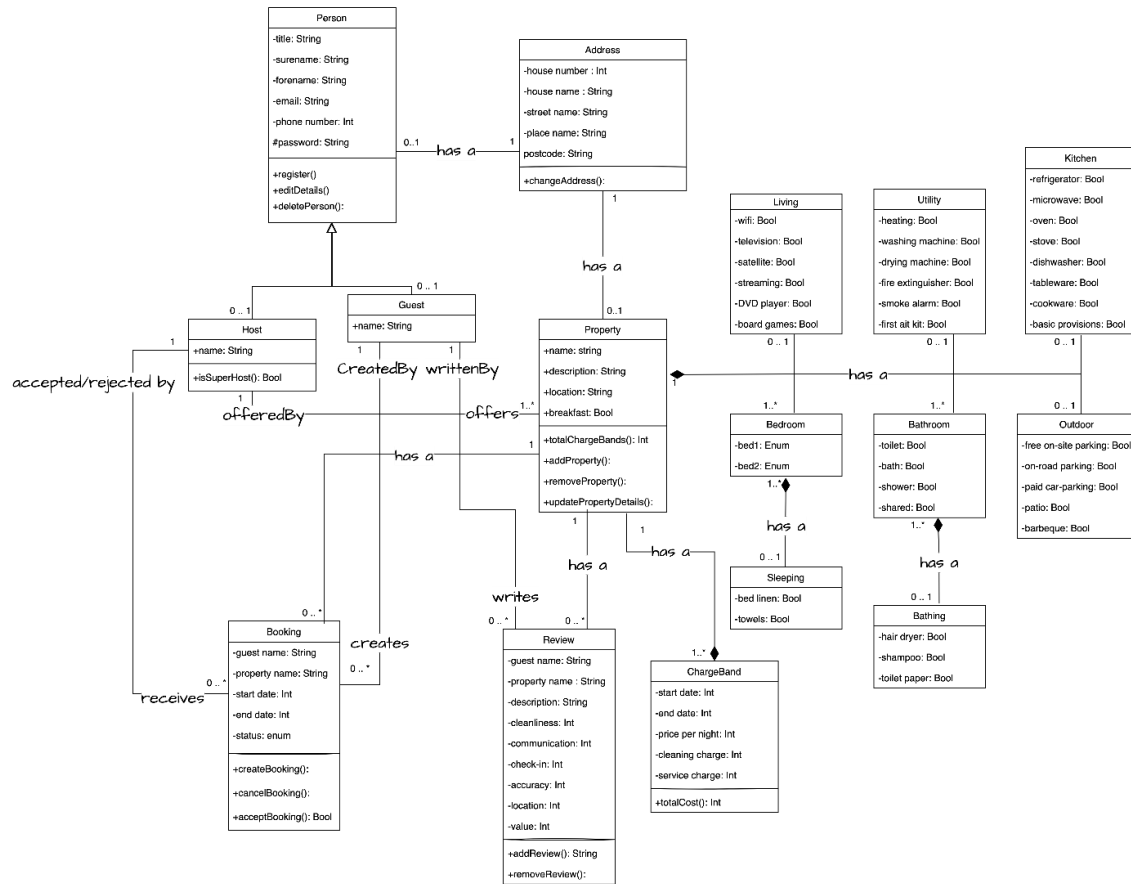 Person
-title: String
-surename: String
-forename: String
-email: String
-phone number: Int
#password: String
+register()
+editDetails()
+deletePerson():
0..1
has a
1
Address
-house number : Int
-house name : String
-street name: String
-place name: String
postcode: String
+changeAddress():
1
has a
0..1
Living
-wifi: Bool
-television: Bool
-satellite: Bool
-streaming: Bool
-DVD player: Bool
-board games: Bool
0..1
Utility
-heating: Bool
-washing machine: Bool
-drying machine: Bool
-fire extinguisher: Bool
-smoke alarm: Bool
-first ait kit: Bool
0..1
Kitchen
-refrigerator: Bool
-microwave: Bool
-oven: Bool
-stove: Bool
-dishwasher: Bool
-tableware: Bool
-cookware: Bool
-basic provisions: Bool
0..1
0 .. 1
Host
+name: String
+isSuperHost(): Bool
1
accepted/rejected by
1
offeredBy
offers
1..*
0 .. 1
Guest
+name: String
1
CreatedBy
1
writtenBy
Property
+name: string
+description: String
+location: String
+breakfast: Bool
+totalChargeBands(): Int
+addProperty():
+removeProperty():
+updatePropertyDetails():
1
has a
1
has a
1
has a
1
has a
1..*
Bedroom
-bed1: Enum
-bed2: Enum
1..*
has a
0 .. 1
Sleeping
-bed linen: Bool
-towels: Bool
1..*
Bathroom
-toilet: Bool
-bath: Bool
-shower: Bool
-shared: Bool
1..*
has a
0 .. 1
Bathing
-hair dryer: Bool
-shampoo: Bool
-toilet paper: Bool
0 .. 1
Outdoor
-free on-site parking: Bool
-on-road parking: Bool
-paid car-parking: Bool
-patio: Bool
-barbeque: Bool
0 .. *
Booking
-guest name: String
-property name: String
-start date: Int
-end date: Int
-status: enum
+createBooking():
+cancelBooking():
+acceptBooking(): Bool
0 .. *
receives
creates
0 .. *
writes
0 .. *
0 .. *
Review
-guest name: String
-property name : String
-description: String
-cleanliness: Int
-communication: Int
-check-in: Int
-accuracy: Int
-location: Int
-value: Int
+addReview(): String
+removeReview():
1..*
ChargeBand
-start date: Int
-end date: Int
-price per night: Int
-cleaning charge: Int
-service charge: Int
+totalCost(): Int